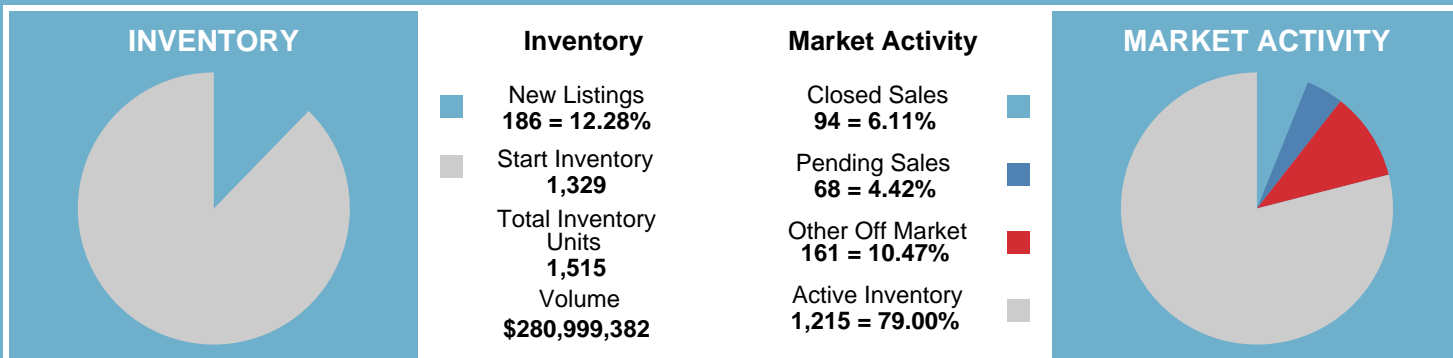 INVENTORY
Inventory
New Listings
186 = 12.28%
Start Inventory
1,329
Total Inventory
Units
1,515
Volume
$280,999,382
Market Activity
Closed Sales
94 = 6.11%
Pending Sales
68 = 4.42%
Other Off Market
161 = 10.47%
Active Inventory
1,215 = 79.00%
MARKET ACTIVITY